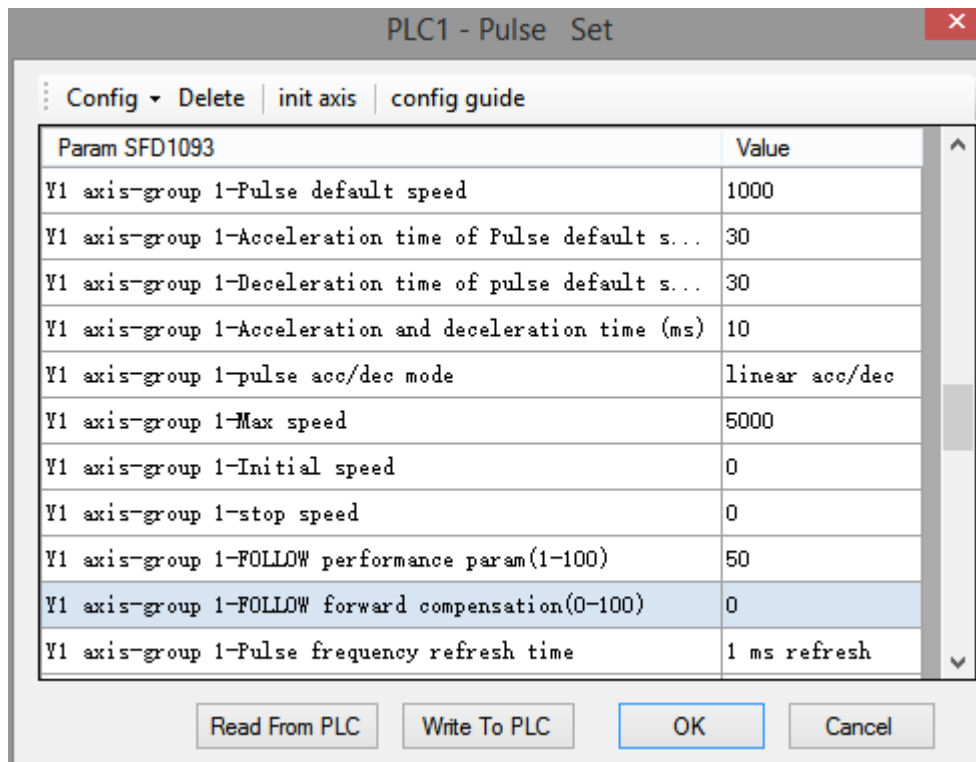 PLC1 - Pulse Set
Config Delete init axis config guide
Param SFD1093 Value
Y1 axis-group 1-Pulse default speed 1000
Y1 axis-group 1-Acceleration time of Pulse default s... 30
Y1 axis-group 1-Deceleration time of pulse default s... 30
Y1 axis-group 1-Acceleration and deceleration time (ms) 10
Y1 axis-group 1-pulse acc/dec mode linear acc/dec
Y1 axis-group 1-Max speed 5000
Y1 axis-group 1-Initial speed 0
Y1 axis-group 1-stop speed 0
Y1 axis-group 1-FOLLOW performance param(1-100) 50
Y1 axis-group 1-FOLLOW forward compensation(0-100) 0
Y1 axis-group 1-Pulse frequency refresh time 1 ms refresh
Read From PLC Write To PLC OK Cancel